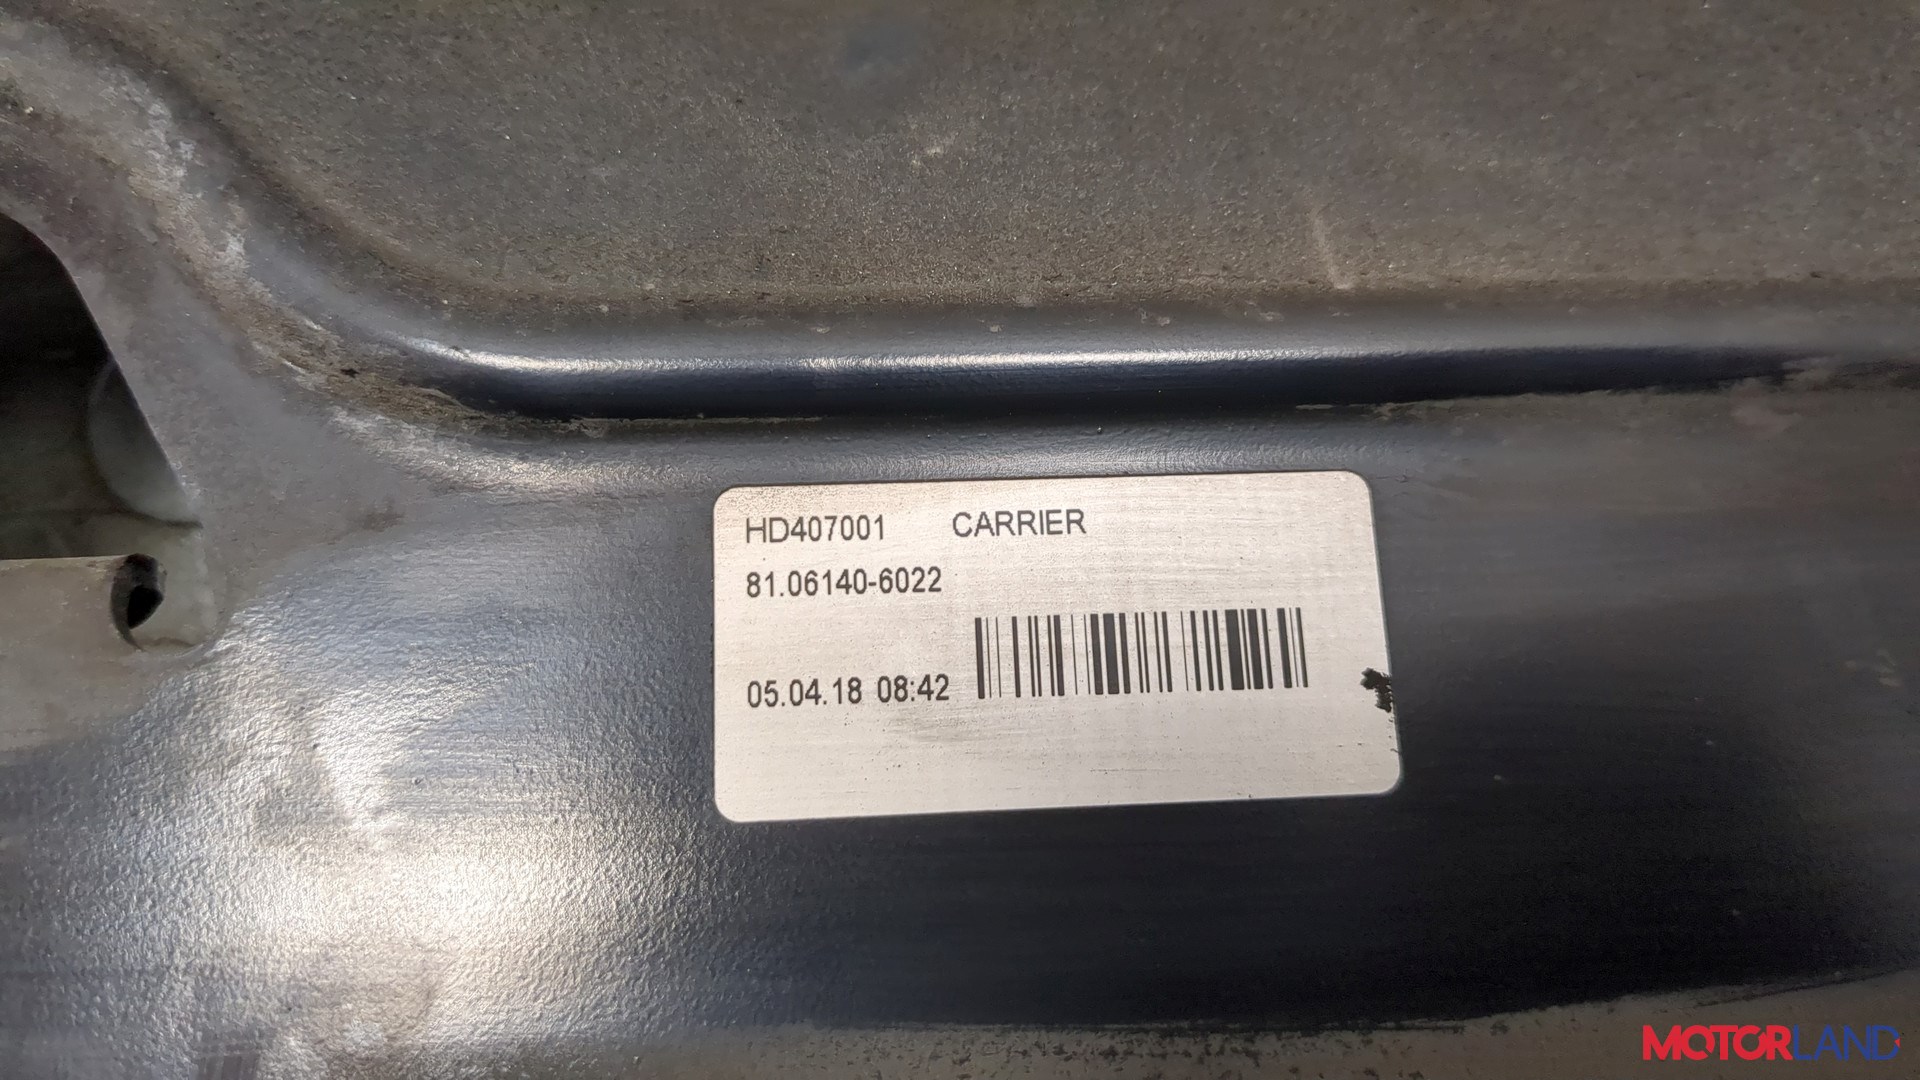 HD407001 CARRIER
81.06140-6022
05.04.18 08:42
MOTORLAND